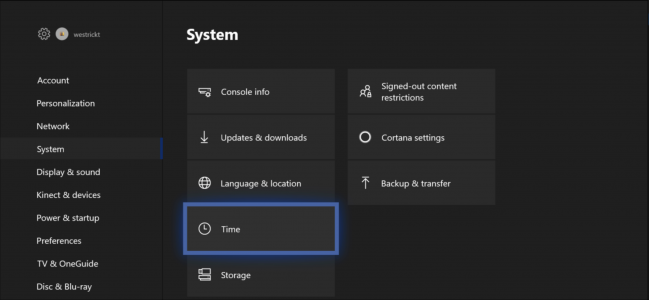 westrickt
Account
Personalization
Network
System
Display & sound
Kinect & devices
Power & startup
Preferences
TV & OneGuide
Disc & Blu-ray
System
Console info
Updates & downloads
Language & location
Time
Storage
Signed-out content
restrictions
Cortana settings
Backup & transfer